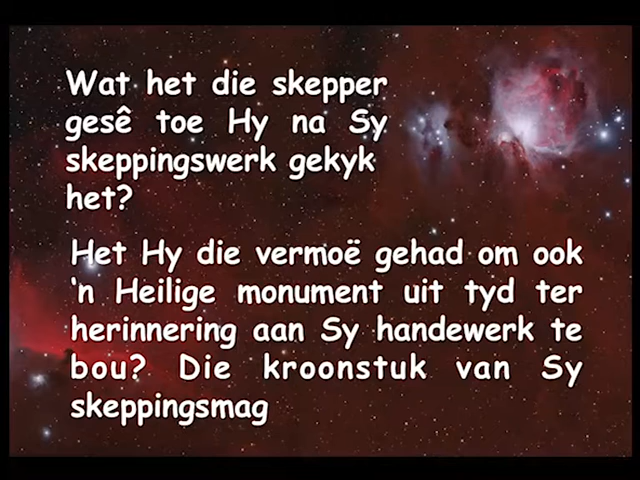 Wat het die skepper
gesê toe Hy na Sy
skeppingswerk gekyk
het?
Het Hy die vermoë gehad om ook
'n Heilige monument uit tyd ter
herinnering aan Sy handewerk te
bou? Die kroonstuk van Sy
skeppingsmag